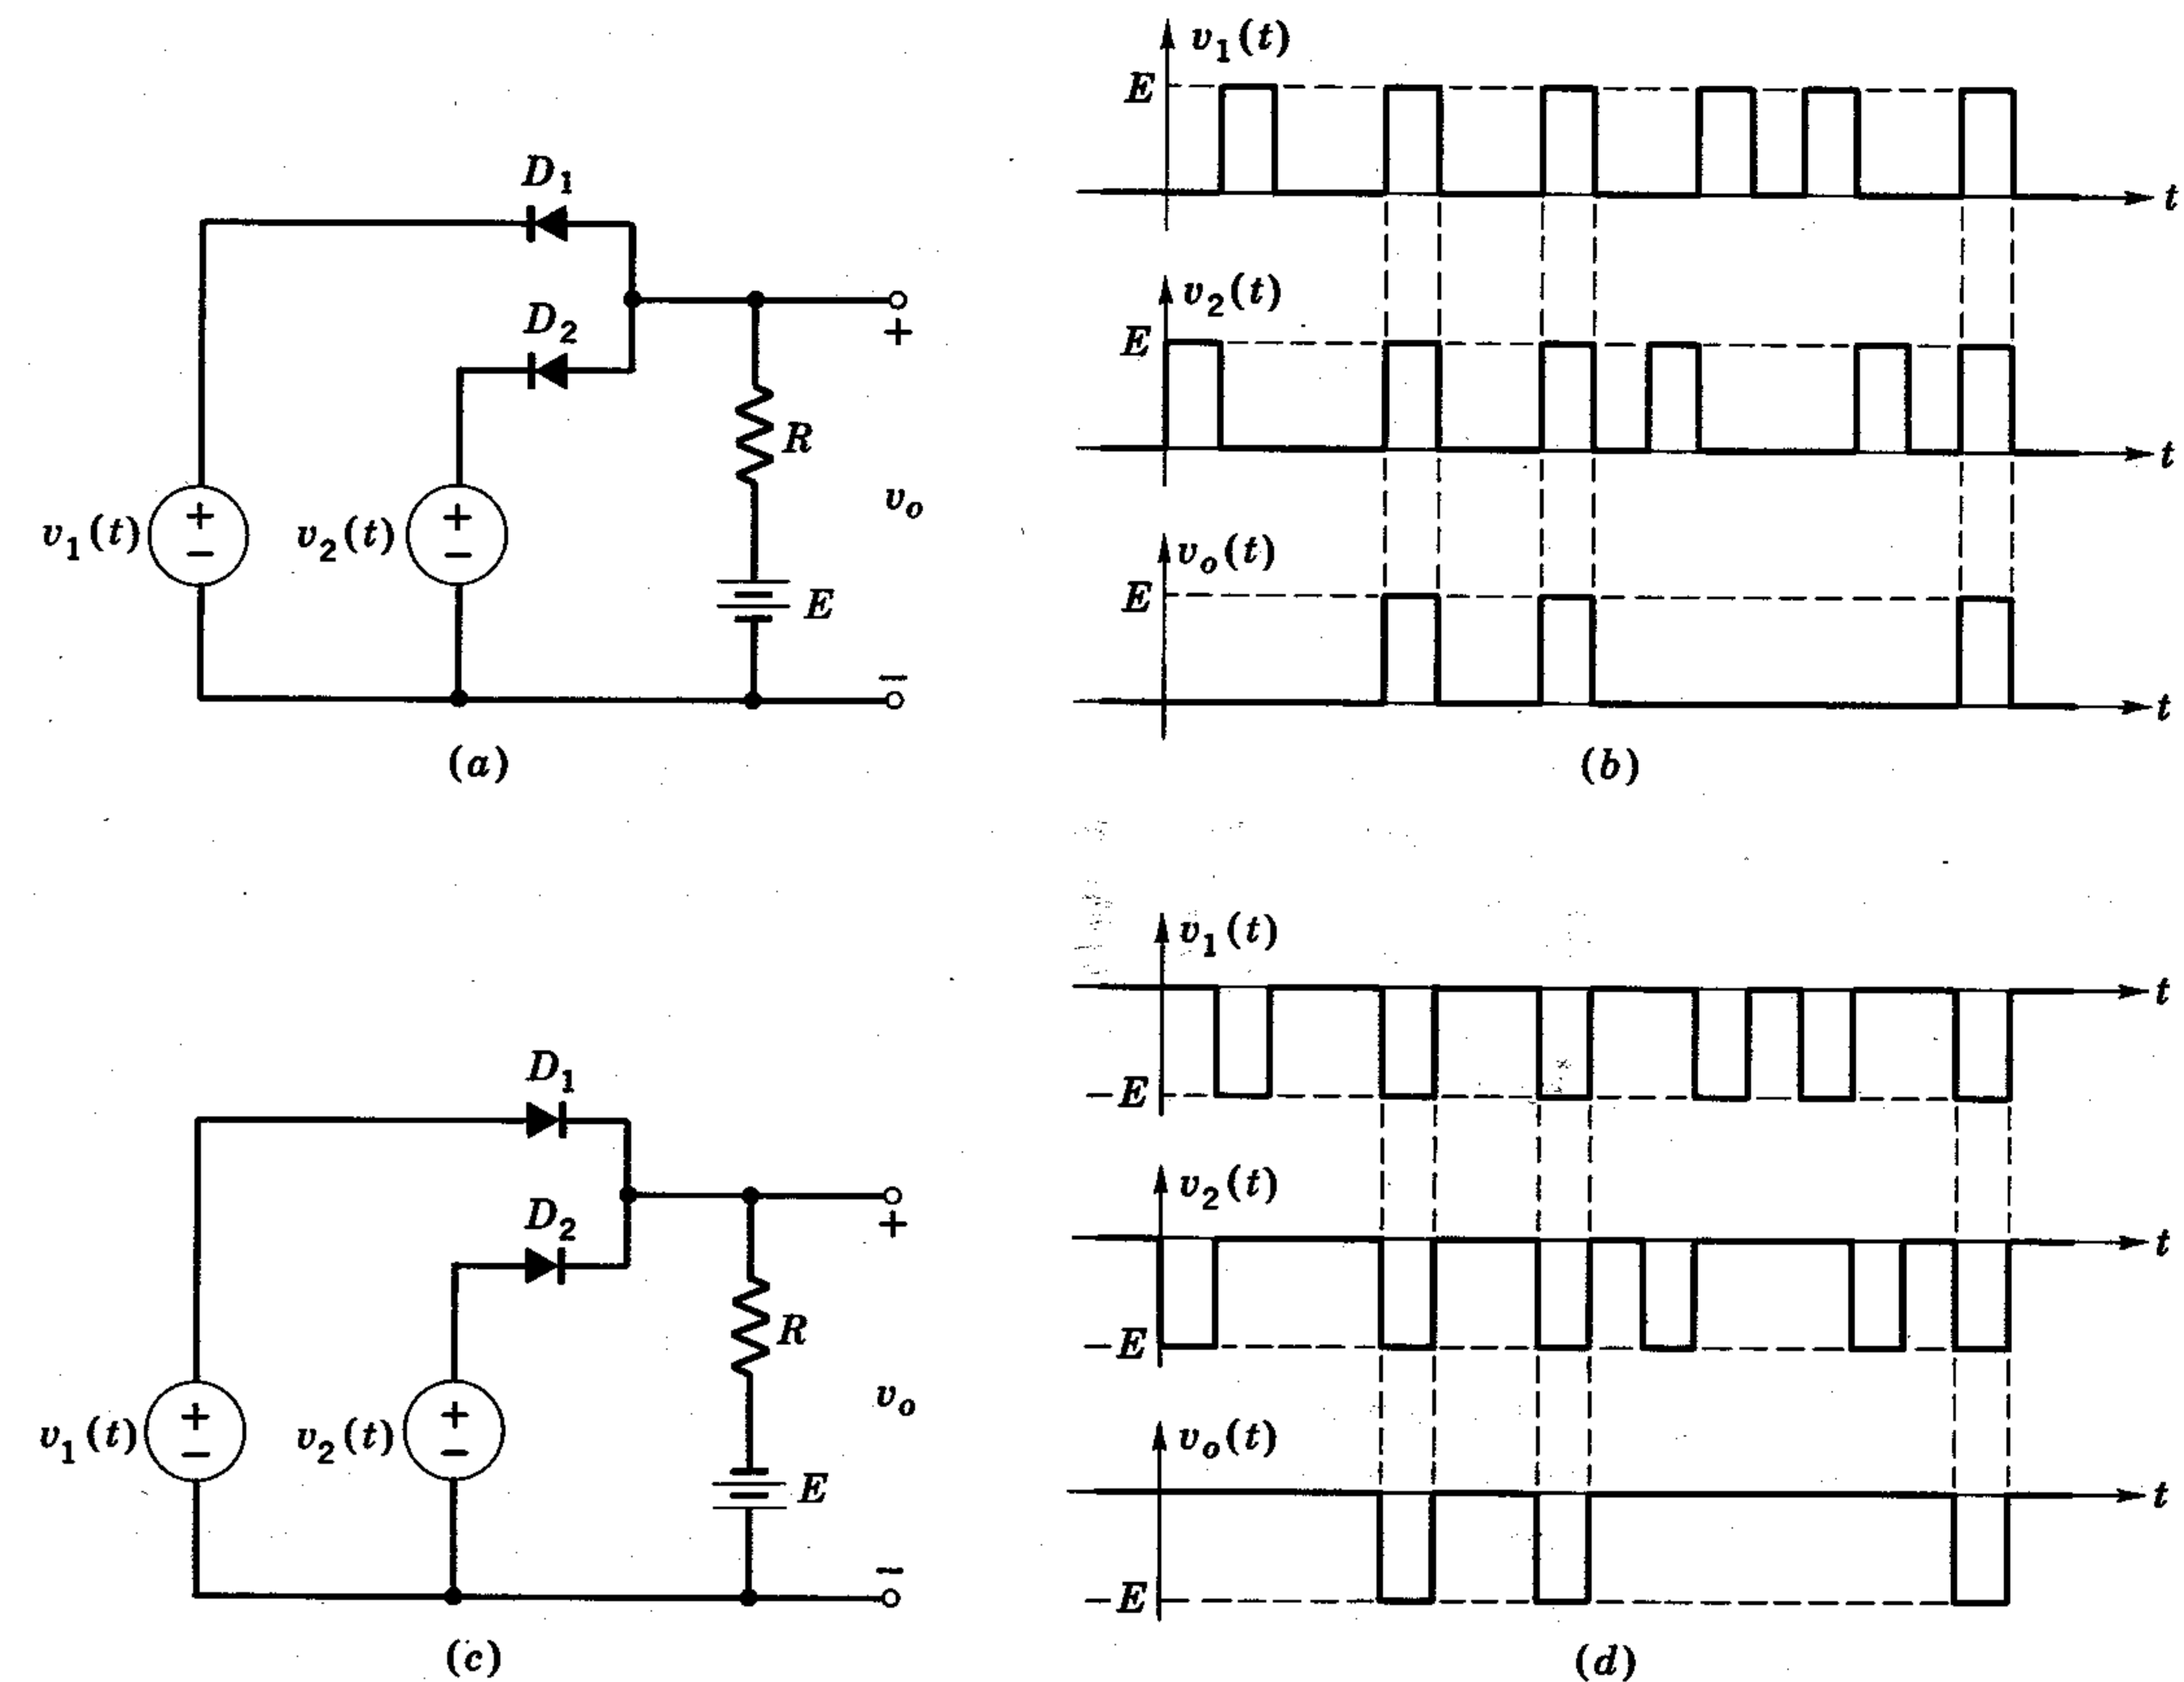 D₁
D₂
R
v₁(t)
+
−
v₂(t)
+
−
E
+
vₒ
−
(a)
v₁(t)
E
t
v₂(t)
E
t
vₒ(t)
E
t
(b)
D₁
D₂
R
v₁(t)
+
−
v₂(t)
+
−
E
+
vₒ
−
(c)
v₁(t)
t
−E
v₂(t)
t
−E
vₒ(t)
t
−E
(d)